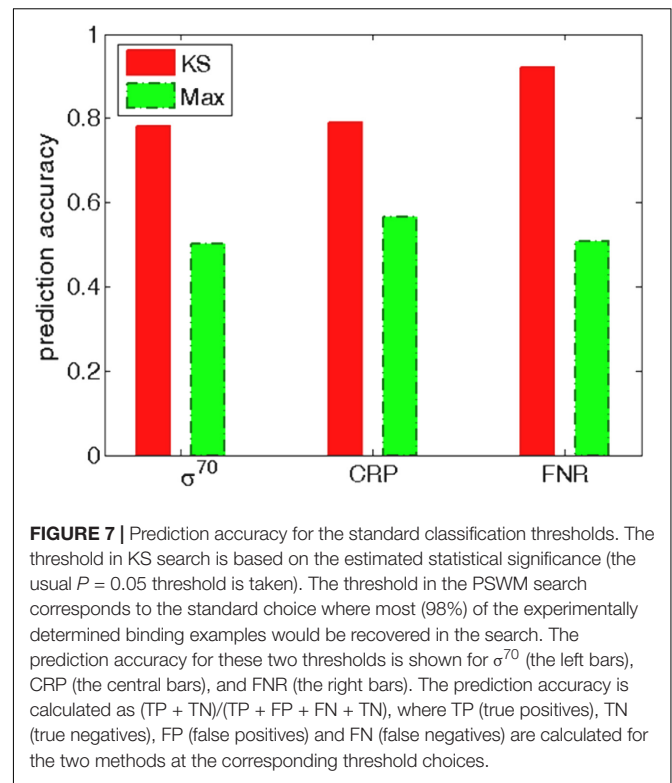 1
KS
Max
0.8
0.6
0.4
0.2
0
prediction accuracy
σ70
CRP
FNR
FIGURE 7 | Prediction accuracy for the standard classification thresholds. The
threshold in KS search is based on the estimated statistical significance (the
usual P = 0.05 threshold is taken). The threshold in the PSWM search
corresponds to the standard choice where most (98%) of the experimentally
determined binding examples would be recovered in the search. The
prediction accuracy for these two thresholds is shown for σ70 (the left bars),
CRP (the central bars), and FNR (the right bars). The prediction accuracy is
calculated as (TP + TN)/(TP + FP + FN + TN), where TP (true positives), TN
(true negatives), FP (false positives) and FN (false negatives) are calculated for
the two methods at the corresponding threshold choices.